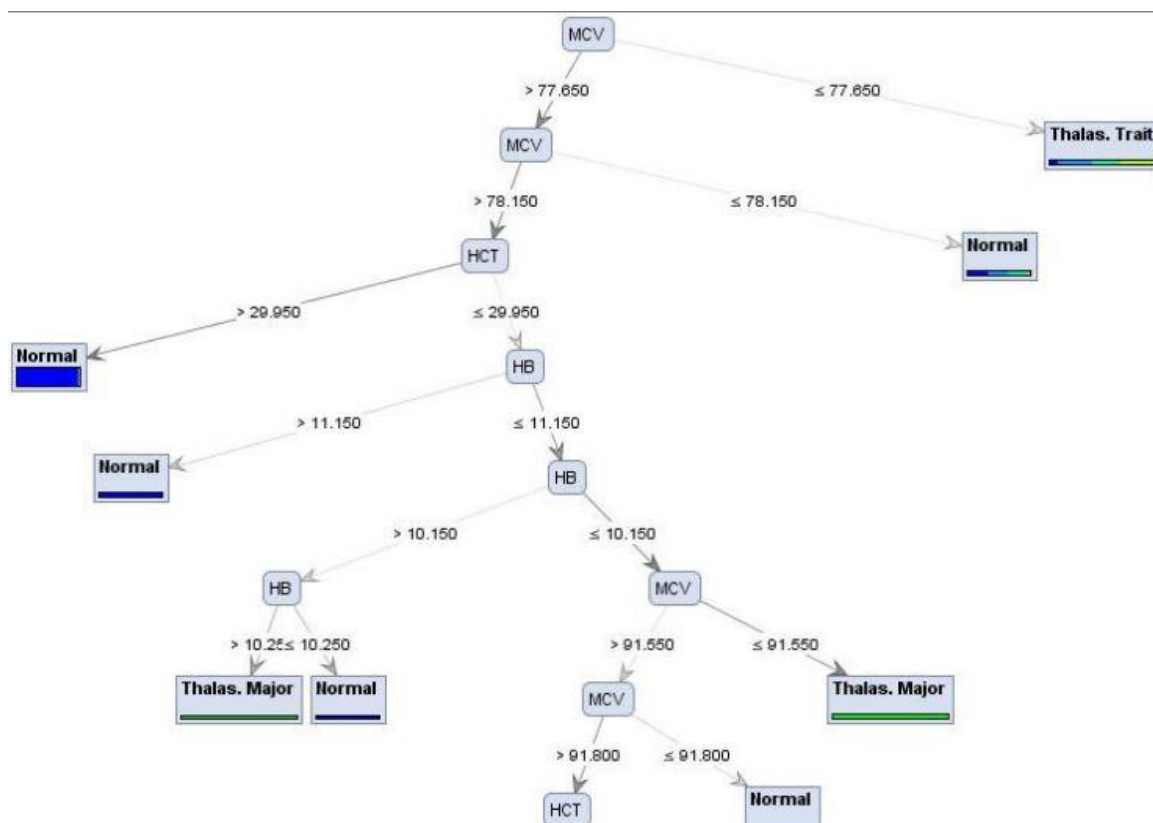 MCV
> 77.650
≤ 77.650
Thalas. Trait
MCV
> 78.150
≤ 78.150
Normal
HCT
> 29.950
≤ 29.950
Normal
HB
> 11.150
≤ 11.150
Normal
HB
> 10.150
≤ 10.150
HB
MCV
> 10.25
≤ 10.250
> 91.550
≤ 91.550
Thalas. Major
Normal
MCV
Thalas. Major
> 91.800
≤ 91.800
HCT
Normal